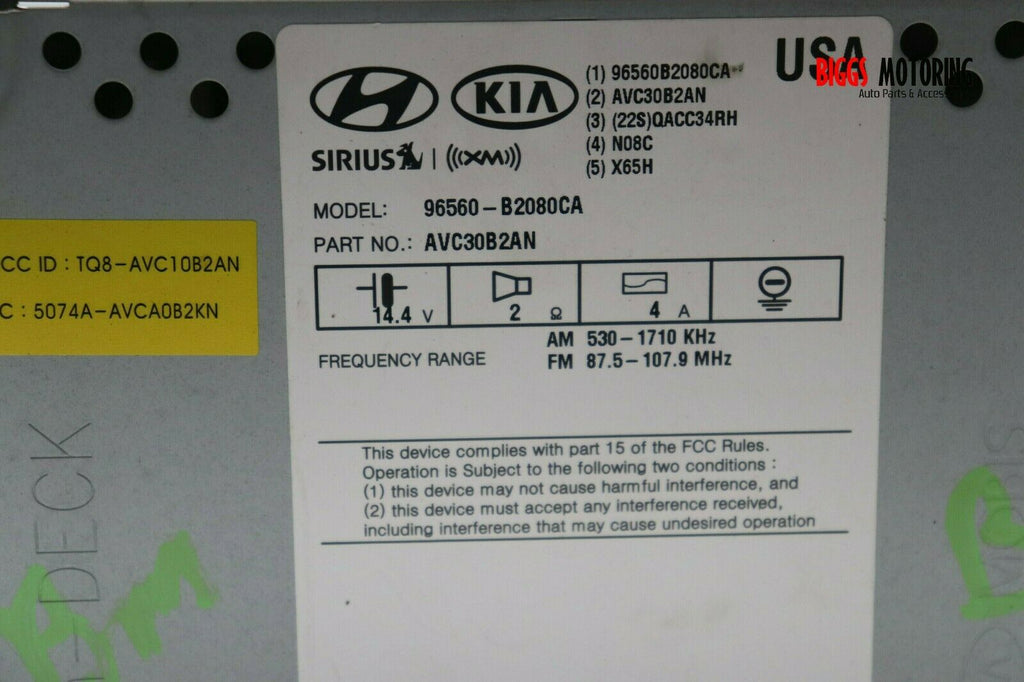 USA
BIGGS MOTORING
Auto Parts & Access
KIA
(1) 96560B2080CA
(2) AVC30B2AN
(3) (22S)QACC34RH
(4) N08C
(5) X65H
SIRIUS | ((XM))
MODEL: 96560-B2080CA
PART NO.: AVC30B2AN
CC ID : TQ8-AVC10B2AN
C : 5074A-AVCA0B2KN
14.4 V 2 Ω 4 A
FREQUENCY RANGE
AM 530-1710 KHz
FM 87.5-107.9 MHz
This device complies with part 15 of the FCC Rules.
Operation is Subject to the following two conditions :
(1) this device may not cause harmful interference, and
(2) this device must accept any interference received,
including interference that may cause undesired operation
-DECK